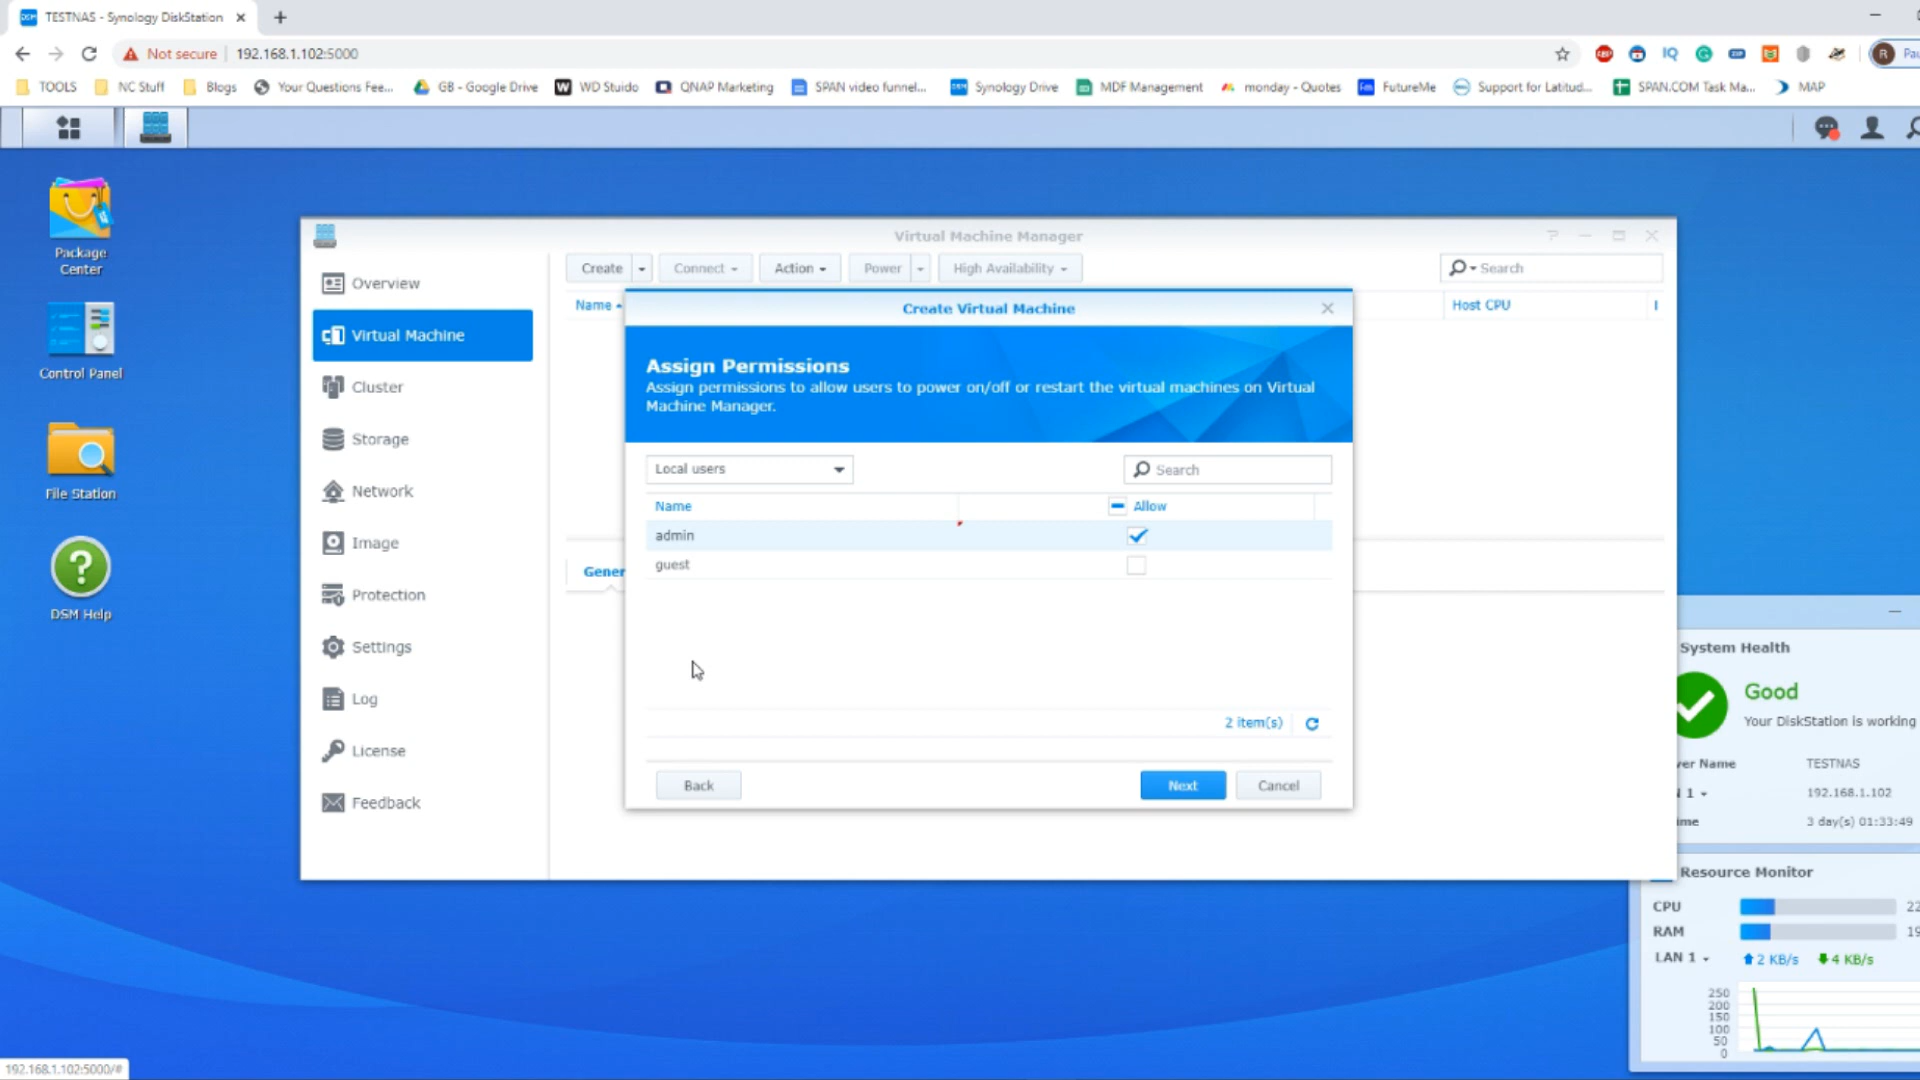 TESTNAS - Synology DiskStation
Not secure
192.168.1.102:5000
TOOLS
NC Stuff
Blogs
Your Questions Fee...
GB - Google Drive
WD Stuido
QNAP Marketing
SPAN video funnel...
Synology Drive
MDF Management
monday - Quotes
FutureMe
Support for Latitud...
SPAN.COM Task Ma...
MAP
Package
Center
Control Panel
File Station
DSM Help
Virtual Machine Manager
Overview
Virtual Machine
Cluster
Storage
Network
Image
Protection
Settings
Log
License
Feedback
Create
Connect
Action
Power
High Availability
Search
Name
Host CPU
Gener
Create Virtual Machine
Assign Permissions
Assign permissions to allow users to power on/off or restart the virtual machines on Virtual
Machine Manager.
Local users
Search
Name
Allow
admin
guest
2 item(s)
Back
Next
Cancel
System Health
Good
Your DiskStation is working
ver Name
TESTNAS
1
192.168.1.102
ime
3 day(s) 01:33:49
Resource Monitor
CPU
22
RAM
19
LAN 1
2 KB/s
4 KB/s
250
200
150
100
50
0
192.168.1.102:5000/#